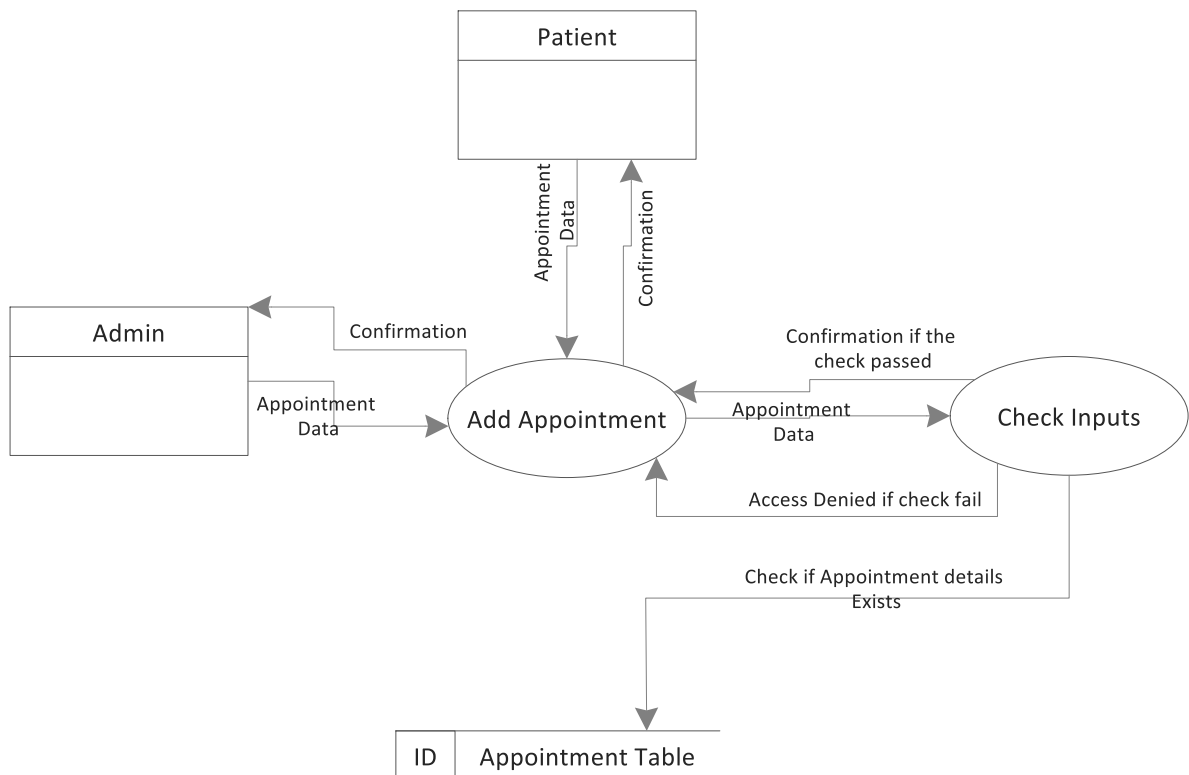 Patient
Appointment
Data
Confirmation
Admin
Confirmation
Appointment
Data
Add Appointment
Confirmation if the
check passed
Appointment
Data
Check Inputs
Access Denied if check fail
Check if Appointment details
Exists
ID
Appointment Table